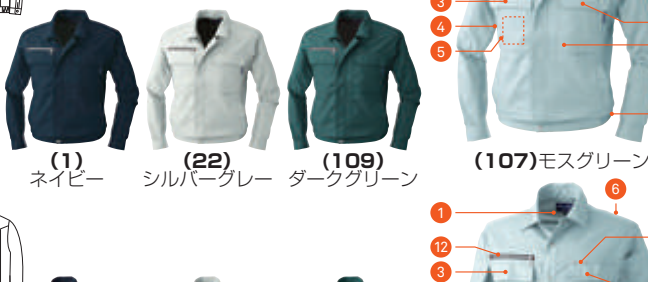 3
4
5
(1)
ネイビー
(22)
シルバーグレー
(109)
ダークグリーン
(107)モスグリーン
6
1
12
3